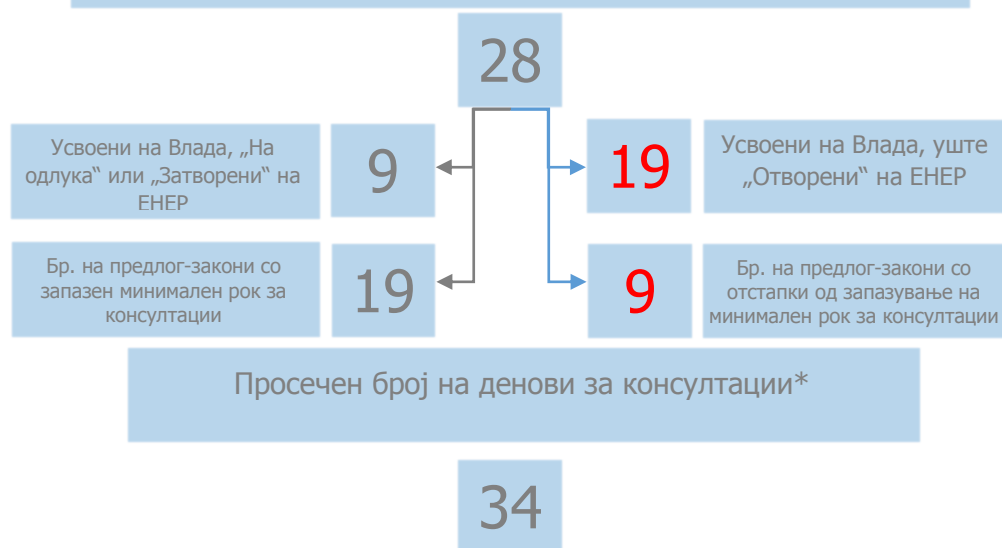 28
Усвоени на Влада, „На
одлука“ или „Затворени“ на
ЕНЕР
9
19
Усвоени на Влада, уште
„Отворени“ на ЕНЕР
Бр. на предлог-закони со
запазен минимален рок за
консултации
19
9
Бр. на предлог-закони со
отстапки од запазување на
минимален рок за консултации
Просечен број на денови за консултации*
34